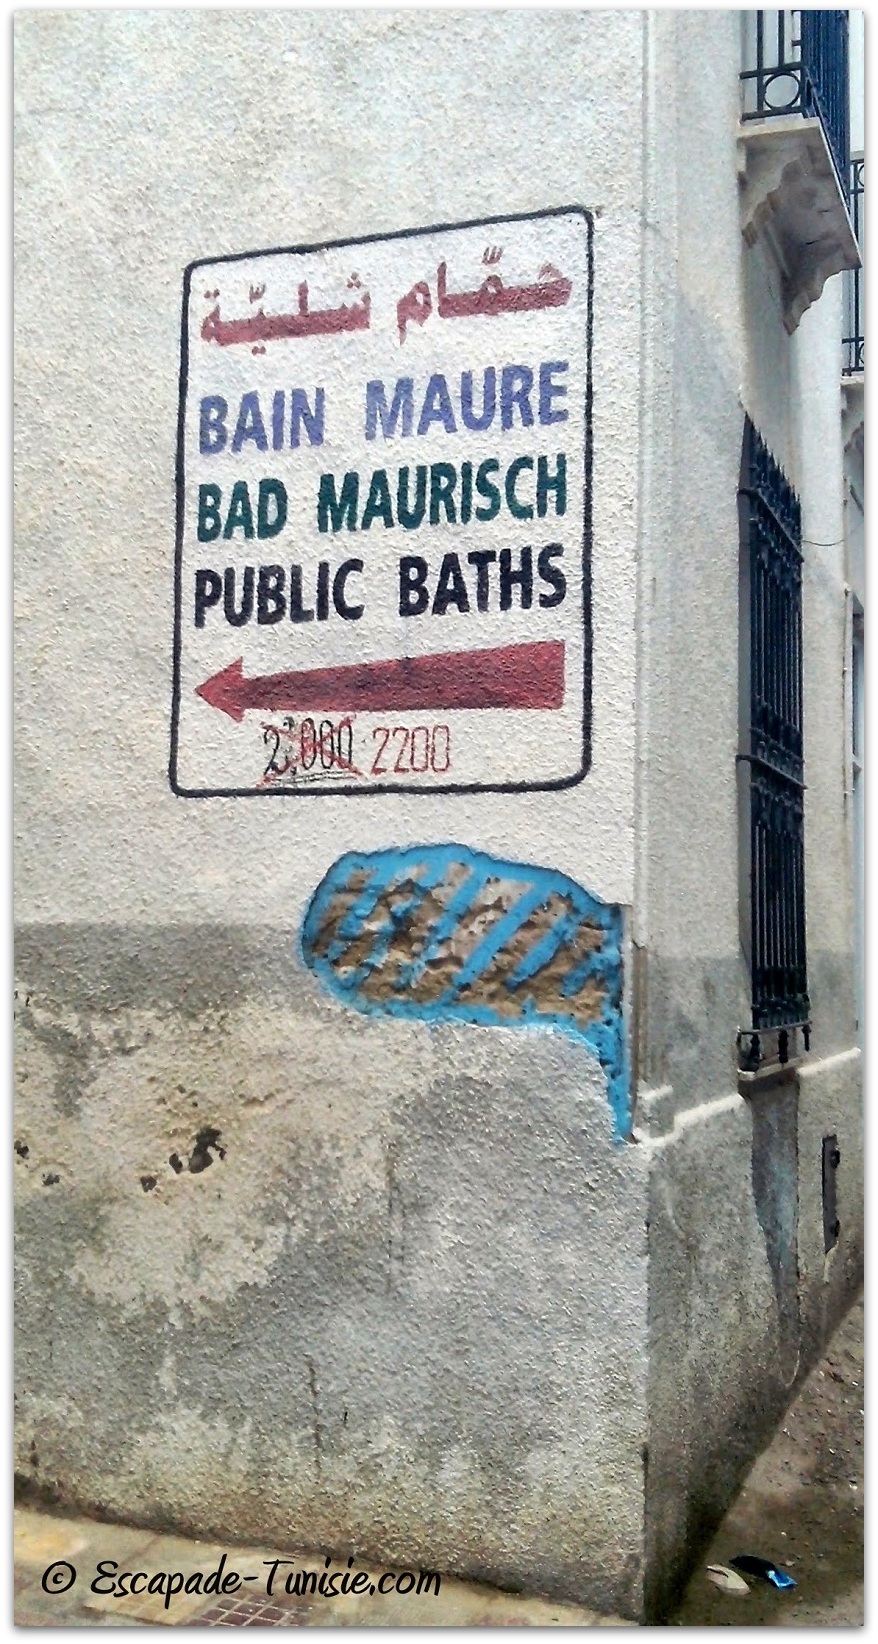 حمّام شليّة
BAIN MAURE
BAD MAURISCH
PUBLIC BATHS
2,000 2200
© Escapade-Tunisie.com